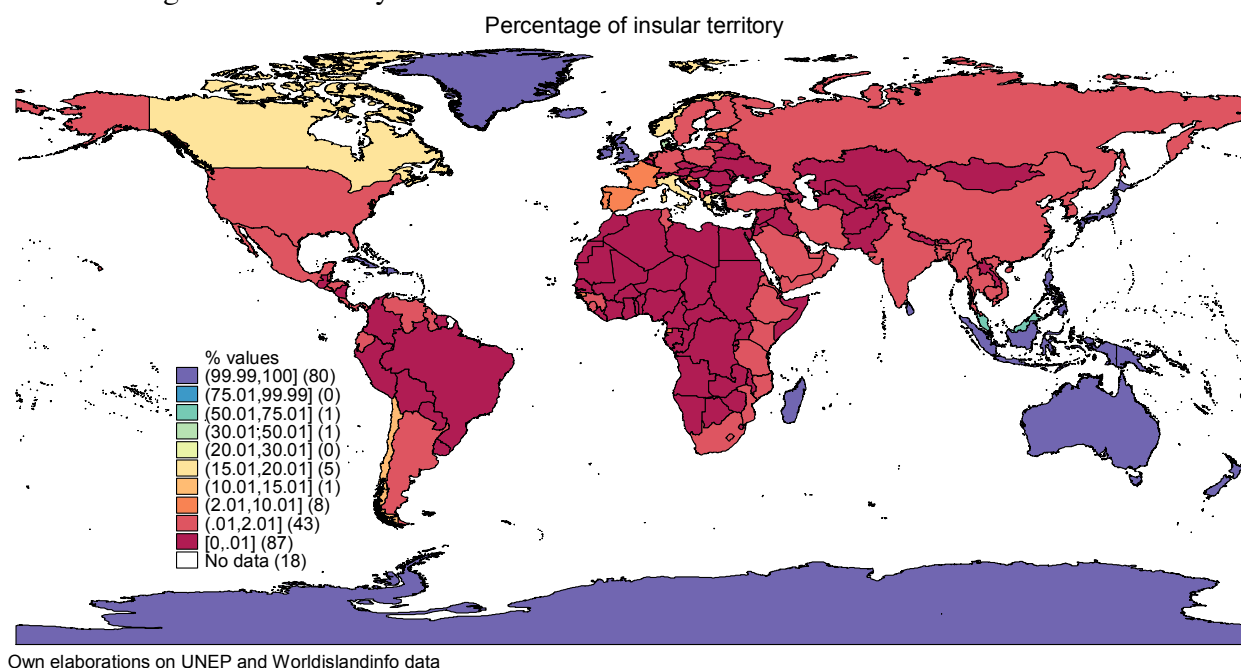 Percentage of insular territory
% values
(99.99,100] (80)
(75.01,99.99] (0)
(50.01,75.01] (1)
(30.01,50.01] (1)
(20.01,30.01] (0)
(15.01,20.01] (5)
(10.01,15.01] (1)
(2.01,10.01] (8)
(.01,2.01] (43)
[0,.01] (87)
No data (18)
Own elaborations on UNEP and Worldislandinfo data